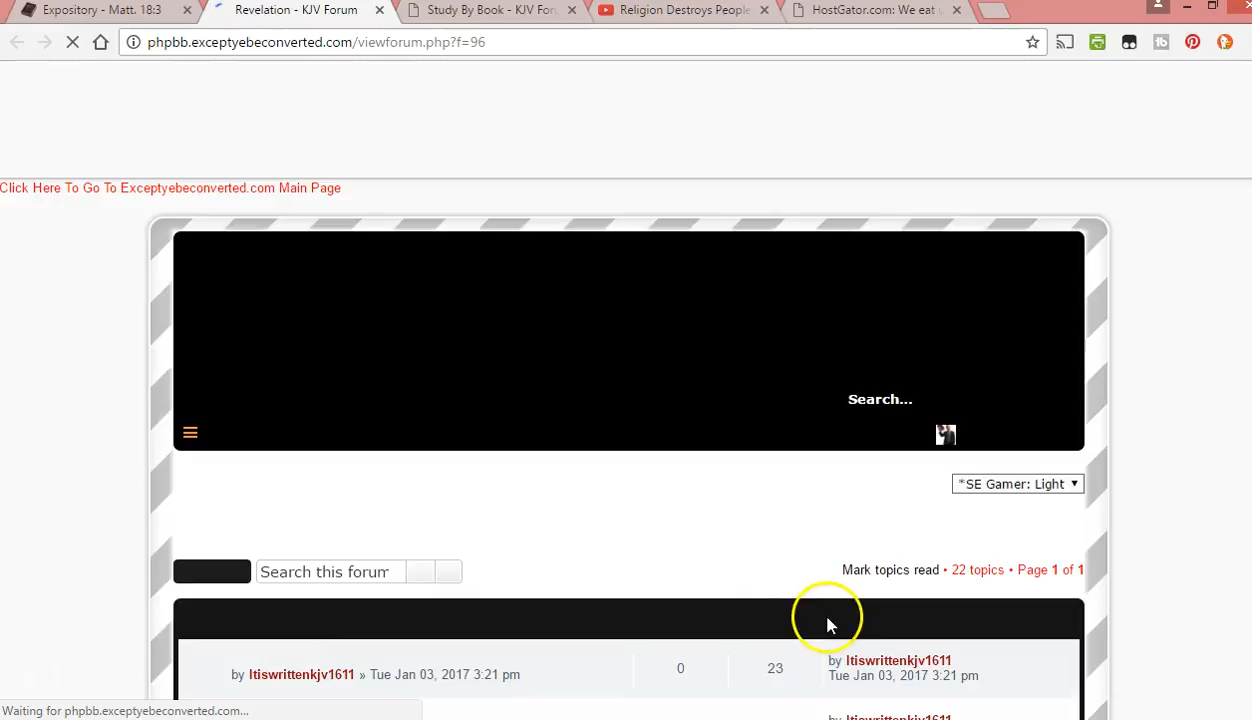 Expository - Matt. 18:3
Revelation - KJV Forum
Study By Book - KJV For
Religion Destroys People
HostGator.com: We eat
phpbb.exceptyebeconverted.com/viewforum.php?f=96
Click Here To Go To Exceptyebeconverted.com Main Page
Search...
*SE Gamer: Light
Search this forum
Mark topics read • 22 topics • Page 1 of 1
by Itiswrittenkjv1611 » Tue Jan 03, 2017 3:21 pm
0
23
by Itiswrittenkjv1611
Tue Jan 03, 2017 3:21 pm
by Itiswrittenkjv1611
Waiting for phpbb.exceptyebeconverted.com...